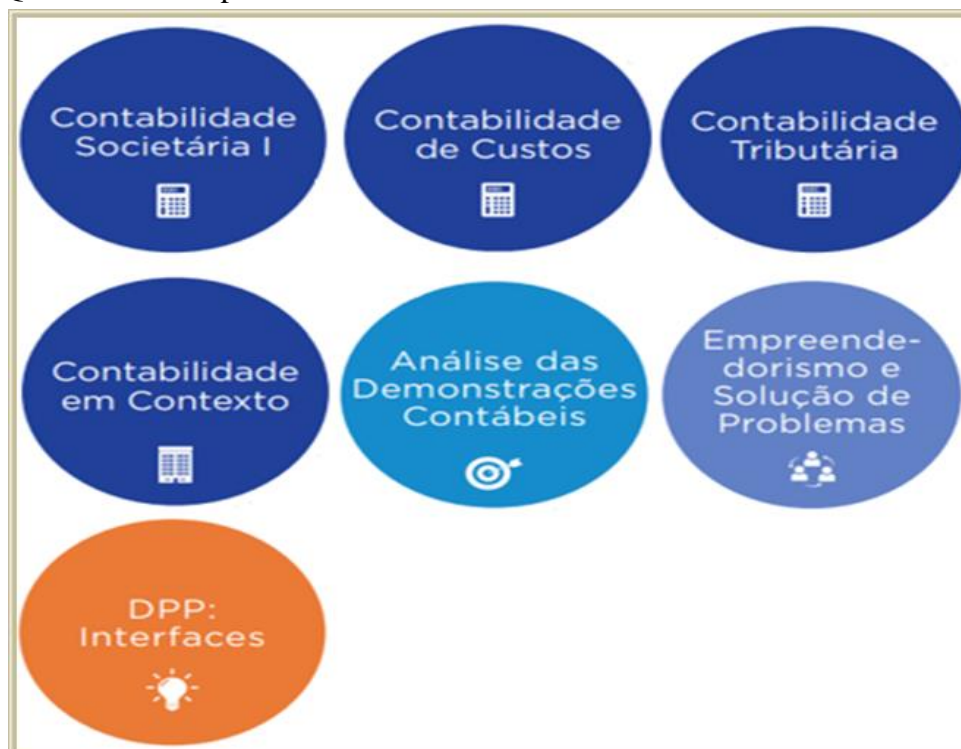 Contabilidade
Societária I
Contabilidade
de Custos
Contabilidade
Tributária
Contabilidade
em Contexto
Análise das
Demonstrações
Contábeis
Empreende-
dorismo e
Solução de
Problemas
DPP:
Interfaces